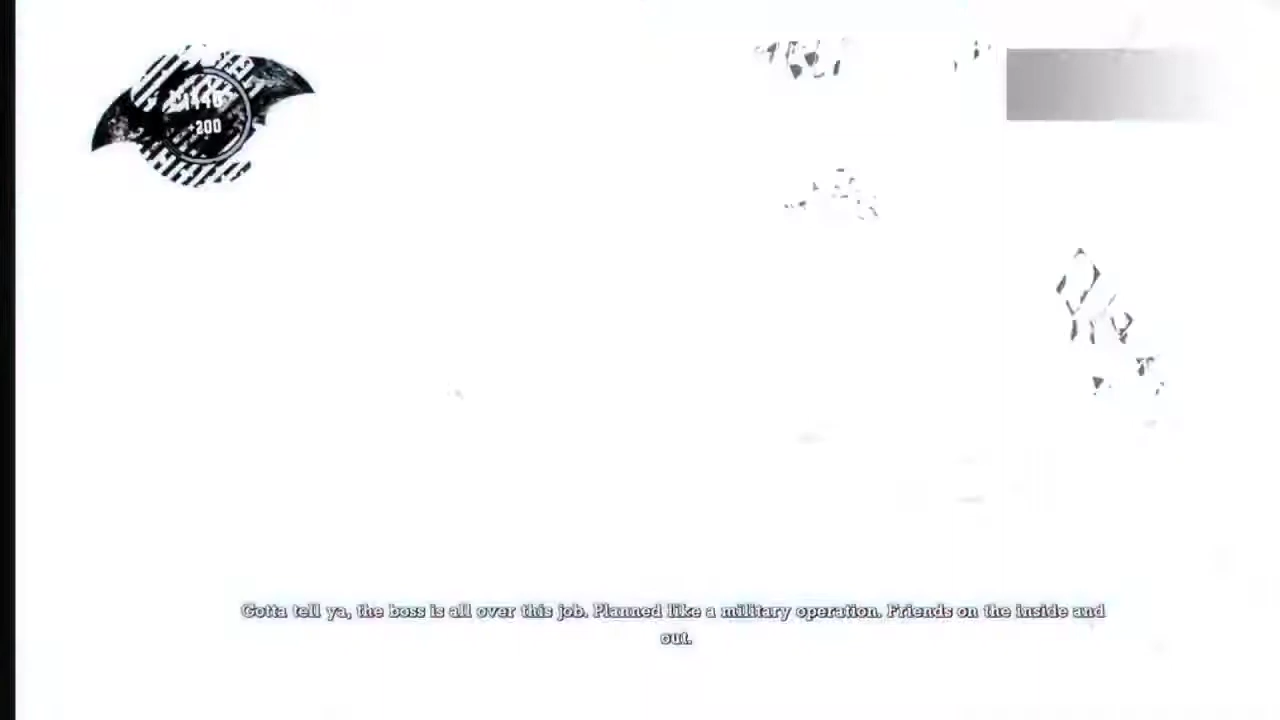 +200
Gotta tell ya, the boss is all over this job. Planned like a military operation. Friends on the inside and
out.